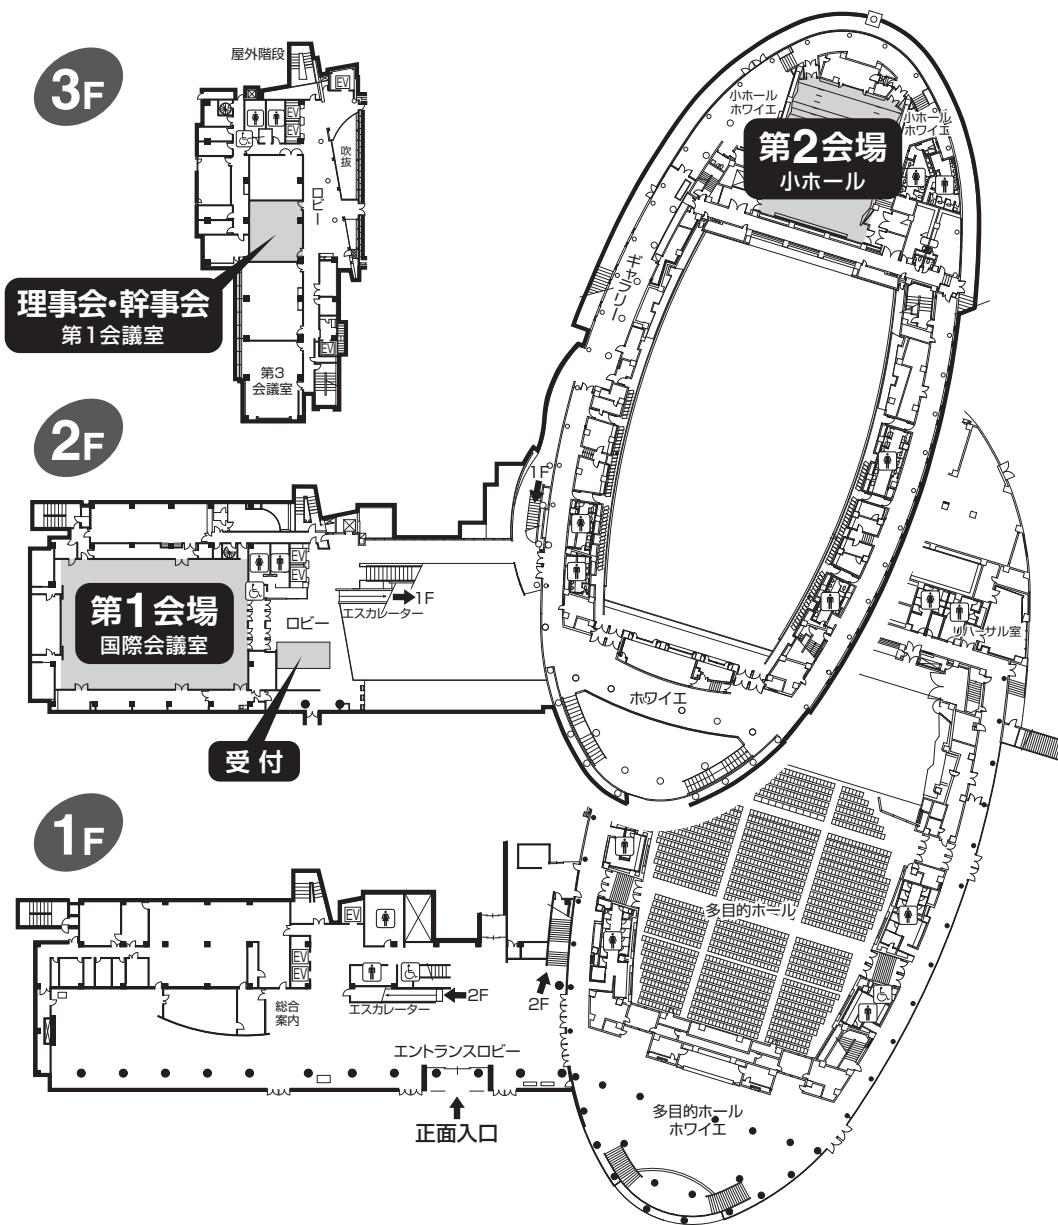 3F
屋外階段
EV
EV
EV
吹抜
ロビー
理事会・幹事会
第1会議室
EV
第3
会議室
小ホール
ホワイエ
小ホール
ホワイエ
第2会場
小ホール
ギャラリー
2F
1F
EV
EV
第1会場
国際会議室
1F
エスカレーター
ロビー
受付
ホワイエ
リハーサル室
1F
EV
EV
EV
総合
案内
2F
エスカレーター
2F
エントランスロビー
正面入口
多目的ホール
多目的ホール
ホワイエ